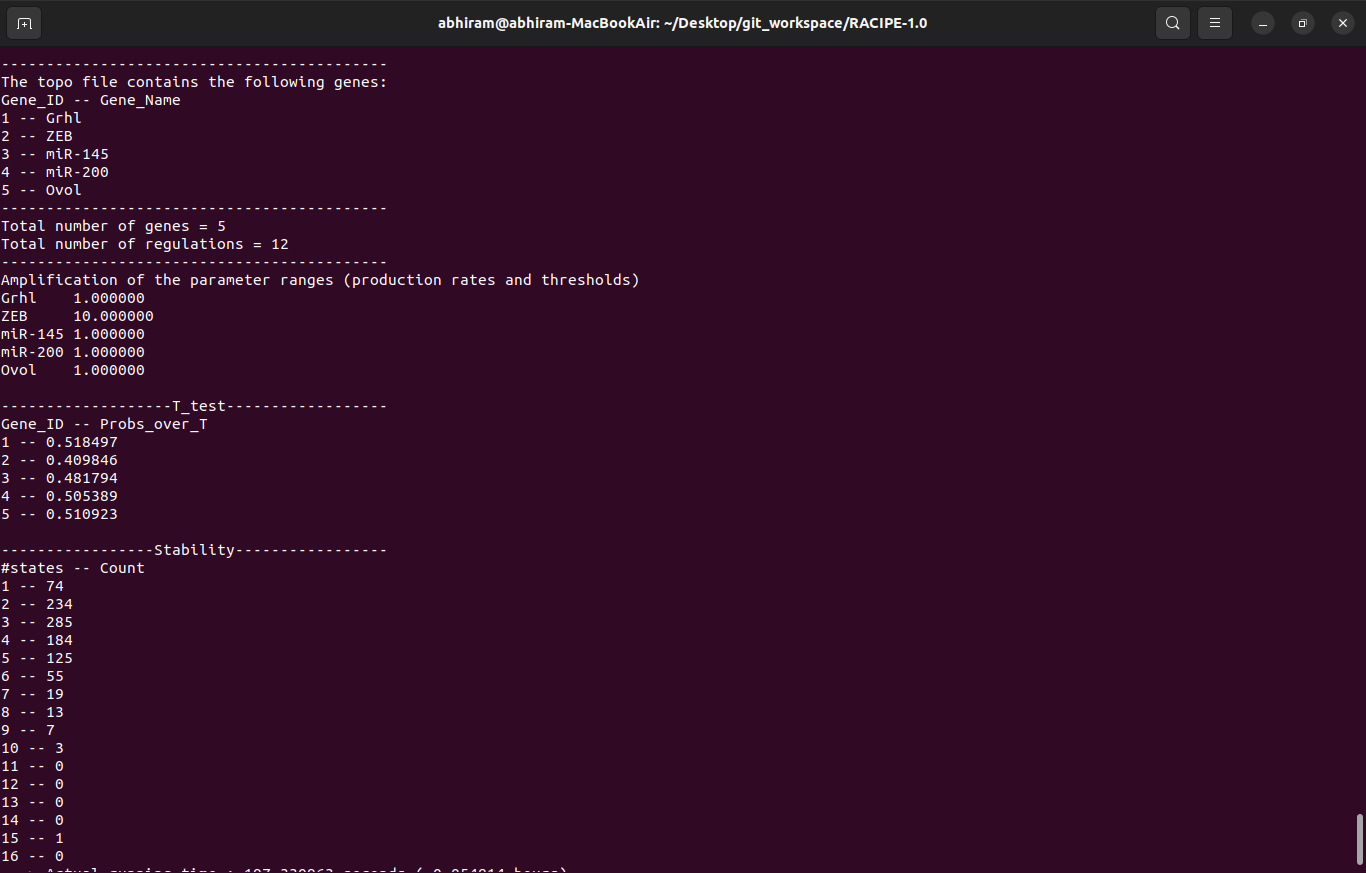 abhiram@abhiram-MacBookAir: ~/Desktop/git_workspace/RACIPE-1.0
-------------------------------------------
The topo file contains the following genes:
Gene_ID -- Gene_Name
1 -- Grhl
2 -- ZEB
3 -- miR-145
4 -- miR-200
5 -- Ovol
-------------------------------------------
Total number of genes = 5
Total number of regulations = 12
-------------------------------------------
Amplification of the parameter ranges (production rates and thresholds)
Grhl    1.000000
ZEB     10.000000
miR-145 1.000000
miR-200 1.000000
Ovol    1.000000
-------------------T_test------------------
Gene_ID -- Probs_over_T
1 -- 0.518497
2 -- 0.409846
3 -- 0.481794
4 -- 0.505389
5 -- 0.510923
-----------------Stability-----------------
#states -- Count
1 -- 74
2 -- 234
3 -- 285
4 -- 184
5 -- 125
6 -- 55
7 -- 19
8 -- 13
9 -- 7
10 -- 3
11 -- 0
12 -- 0
13 -- 0
14 -- 0
15 -- 1
16 -- 0
Actual running time : seconds ( hours)